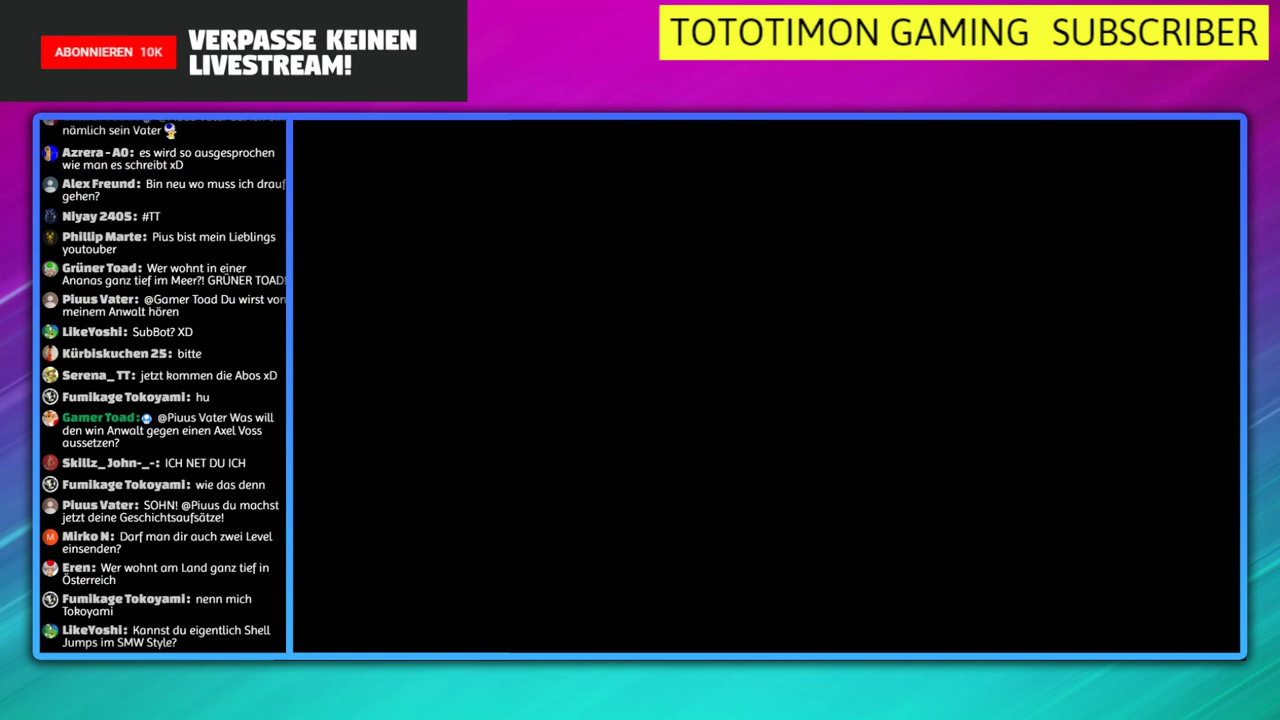 ABONNIEREN 10K
VERPASSE KEINEN
LIVESTREAM!
TOTOTIMON GAMING SUBSCRIBER
nämlich sein Vater
Azrera - AO: es wird so ausgesprochen
wie man es schreibt xD
Alex Freund: Bin neu wo muss ich drauf
gehen?
Niyay 2405: #TT
Phillip Marte: Pius bist mein Lieblings
youtouber
Grüner Toad: Wer wohnt in einer
Ananas ganz tief im Meer?! GRÜNER TOAD!
Piuus Vater: @Gamer Toad Du wirst von
meinem Anwalt hören
LikeYoshi: SubBot? XD
Kürbiskuchen 25: bitte
Serena_TT: jetzt kommen die Abos xD
Fumikage Tokoyami: hu
Gamer Toad: @Piuus Vater Was will
den win Anwalt gegen einen Axel Voss
aussetzen?
Skillz_John-_-: ICH NET DU ICH
Fumikage Tokoyami: wie das denn
Piuus Vater: SOHN! @Piuus du machst
jetzt deine Geschichtsaufsätze!
M
Mirko N: Darf man dir auch zwei Level
einsenden?
Eren: Wer wohnt am Land ganz tief in
Österreich
Fumikage Tokoyami: nenn mich
Tokoyami
LikeYoshi: Kannst du eigentlich Shell
Jumps im SMW Style?